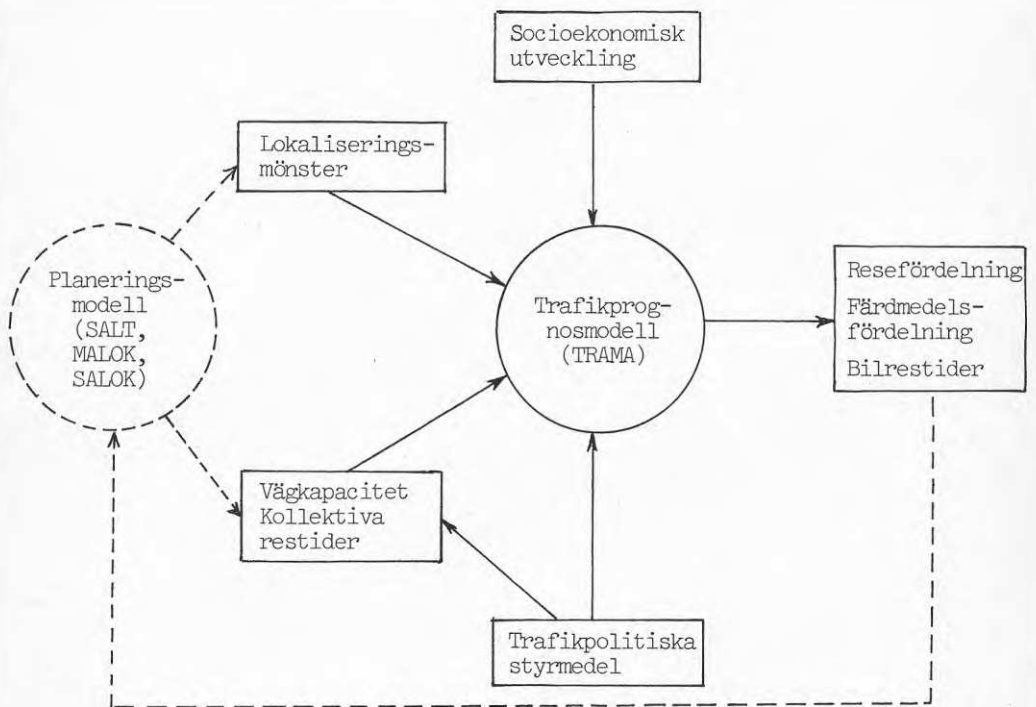 Socioekonomisk
utveckling
Lokaliserings-
mönster
Planerings-
modell
(SALT,
MALOK,
SALOK)
Trafikprog-
nosmodell
(TRAMA)
Resefördelning
Färdmedels-
fördelning
Bilrestider
Vägkapacitet
Kollektiva
restider
Trafikpolitiska
styrmedel